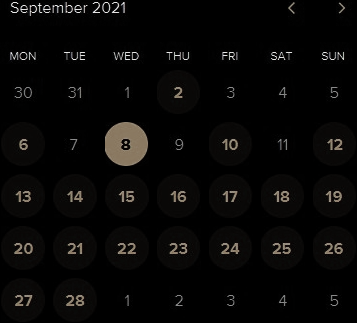 September 2021
MON TUE WED THU FRI SAT SUN
30 31 1 2 3 4 5
6 7 8 9 10 11 12
13 14 15 16 17 18 19
20 21 22 23 24 25 26
27 28 1 2 3 4 5